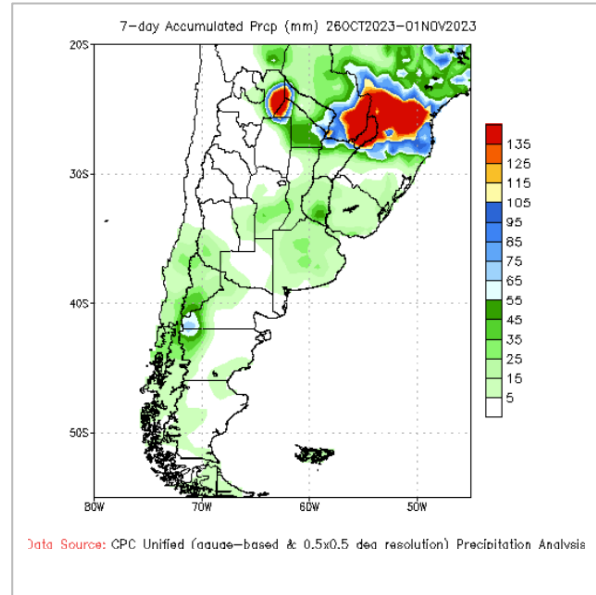 7-day Accumulated Prcp (mm) 26OCT2023-01NOV2023
20S
30S
40S
50S
80W 70W 60W 50W
135
125
115
105
95
85
75
65
55
45
35
25
15
5
Data Source: CPC Unified (gauge-based & 0.5x0.5 deg resolution) Precipitation Analysis